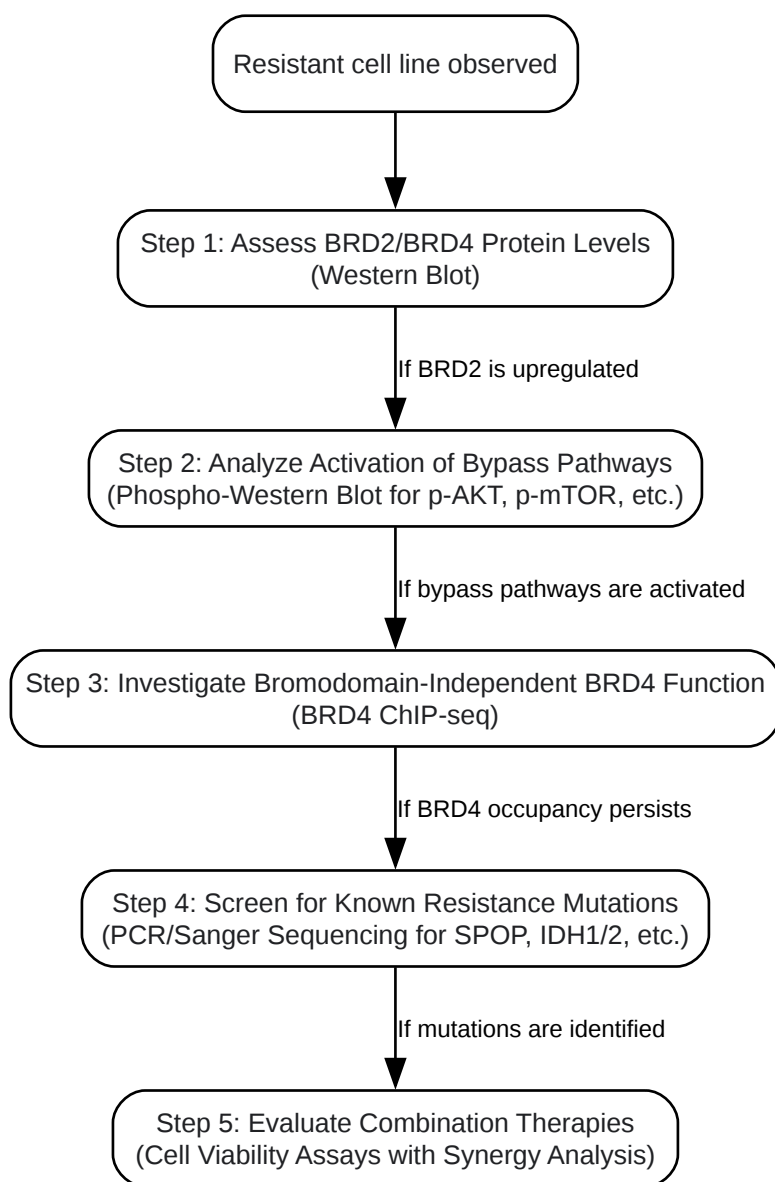 Resistant cell line observed
Step 1: Assess BRD2/BRD4 Protein Levels
(Western Blot)
If BRD2 is upregulated
Step 2: Analyze Activation of Bypass Pathways
(Phospho-Western Blot for p-AKT, p-mTOR, etc.)
If bypass pathways are activated
Step 3: Investigate Bromodomain-Independent BRD4 Function
(BRD4 ChIP-seq)
If BRD4 occupancy persists
Step 4: Screen for Known Resistance Mutations
(PCR/Sanger Sequencing for SPOP, IDH1/2, etc.)
If mutations are identified
Step 5: Evaluate Combination Therapies
(Cell Viability Assays with Synergy Analysis)